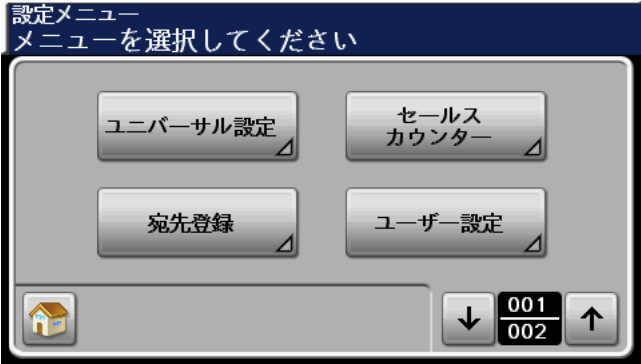 設定メニュー
メニューを選択してください
ユニバーサル設定
セールス
カウンター
宛先登録
ユーザー設定
↓
001
002
↑